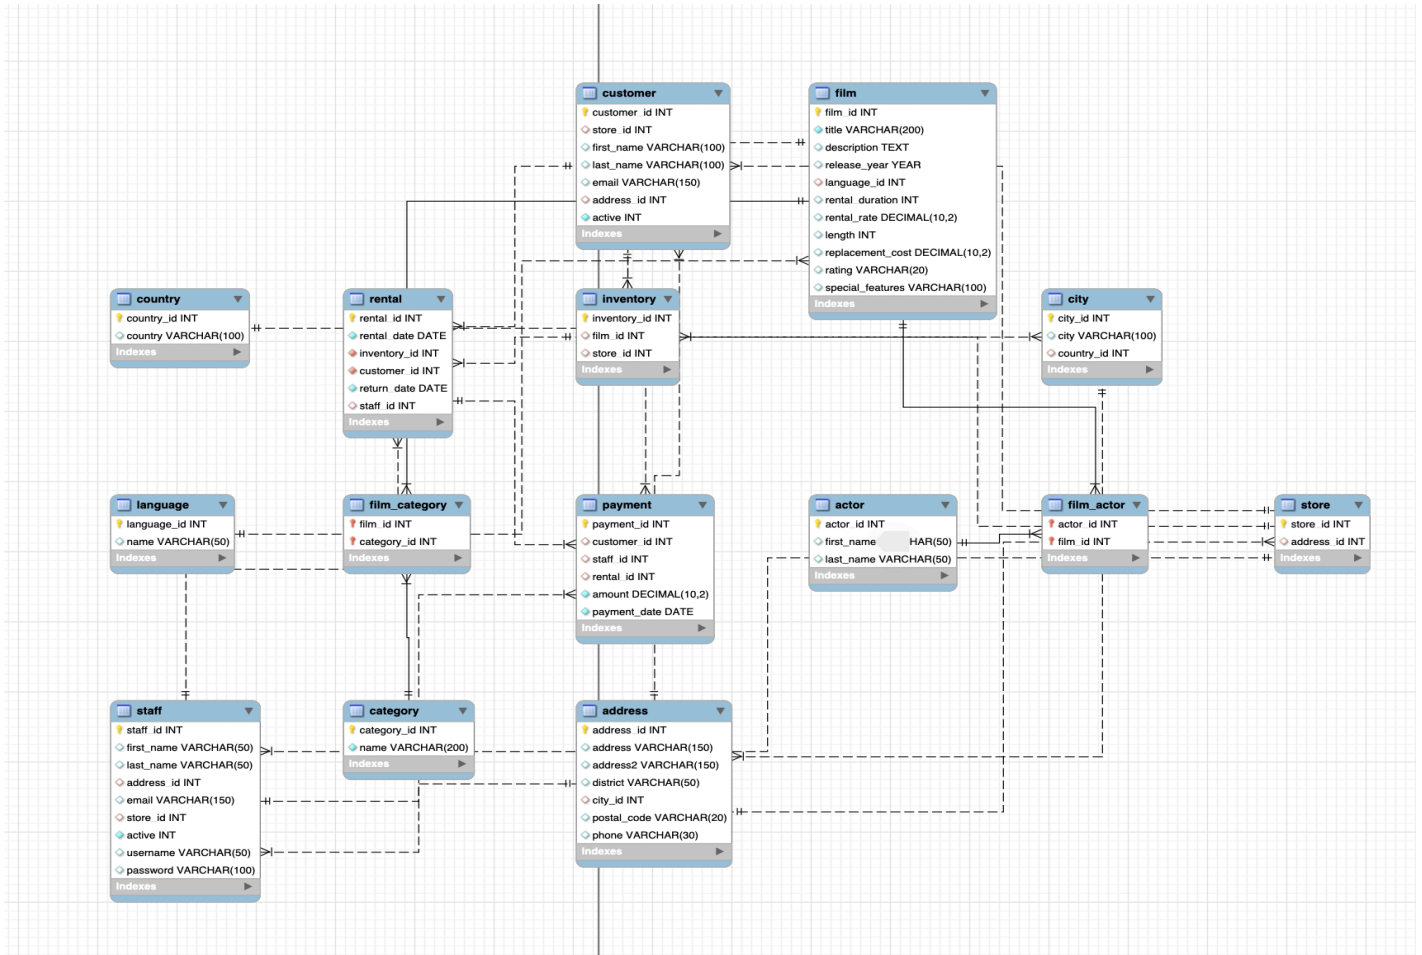 customer
customer_id INT
store_id INT
first_name VARCHAR(100)
last_name VARCHAR(100)
email VARCHAR(150)
address_id INT
active INT
Indexes
film
film_id INT
title VARCHAR(200)
description TEXT
release_year YEAR
language_id INT
rental_duration INT
rental_rate DECIMAL(10,2)
length INT
replacement_cost DECIMAL(10,2)
rating VARCHAR(20)
special_features VARCHAR(100)
Indexes
country
country_id INT
country VARCHAR(100)
Indexes
rental
rental_id INT
rental_date DATE
inventory_id INT
customer_id INT
return_date DATE
staff_id INT
Indexes
inventory
inventory_id INT
film_id INT
store_id INT
Indexes
city
city_id INT
city VARCHAR(100)
country_id INT
Indexes
language
language_id INT
name VARCHAR(50)
Indexes
film_category
film_id INT
category_id INT
Indexes
payment
payment_id INT
customer_id INT
staff_id INT
rental_id INT
amount DECIMAL(10,2)
payment_date DATE
Indexes
actor
actor_id INT
first_name HAR(50)
last_name VARCHAR(50)
Indexes
film_actor
actor_id INT
film_id INT
Indexes
store
store_id INT
address_id INT
Indexes
staff
staff_id INT
first_name VARCHAR(50)
last_name VARCHAR(50)
address_id INT
email VARCHAR(150)
store_id INT
active INT
username VARCHAR(50)
password VARCHAR(100)
Indexes
category
category_id INT
name VARCHAR(200)
Indexes
address
address_id INT
address VARCHAR(150)
address2 VARCHAR(150)
district VARCHAR(50)
city_id INT
postal_code VARCHAR(20)
phone VARCHAR(30)
Indexes